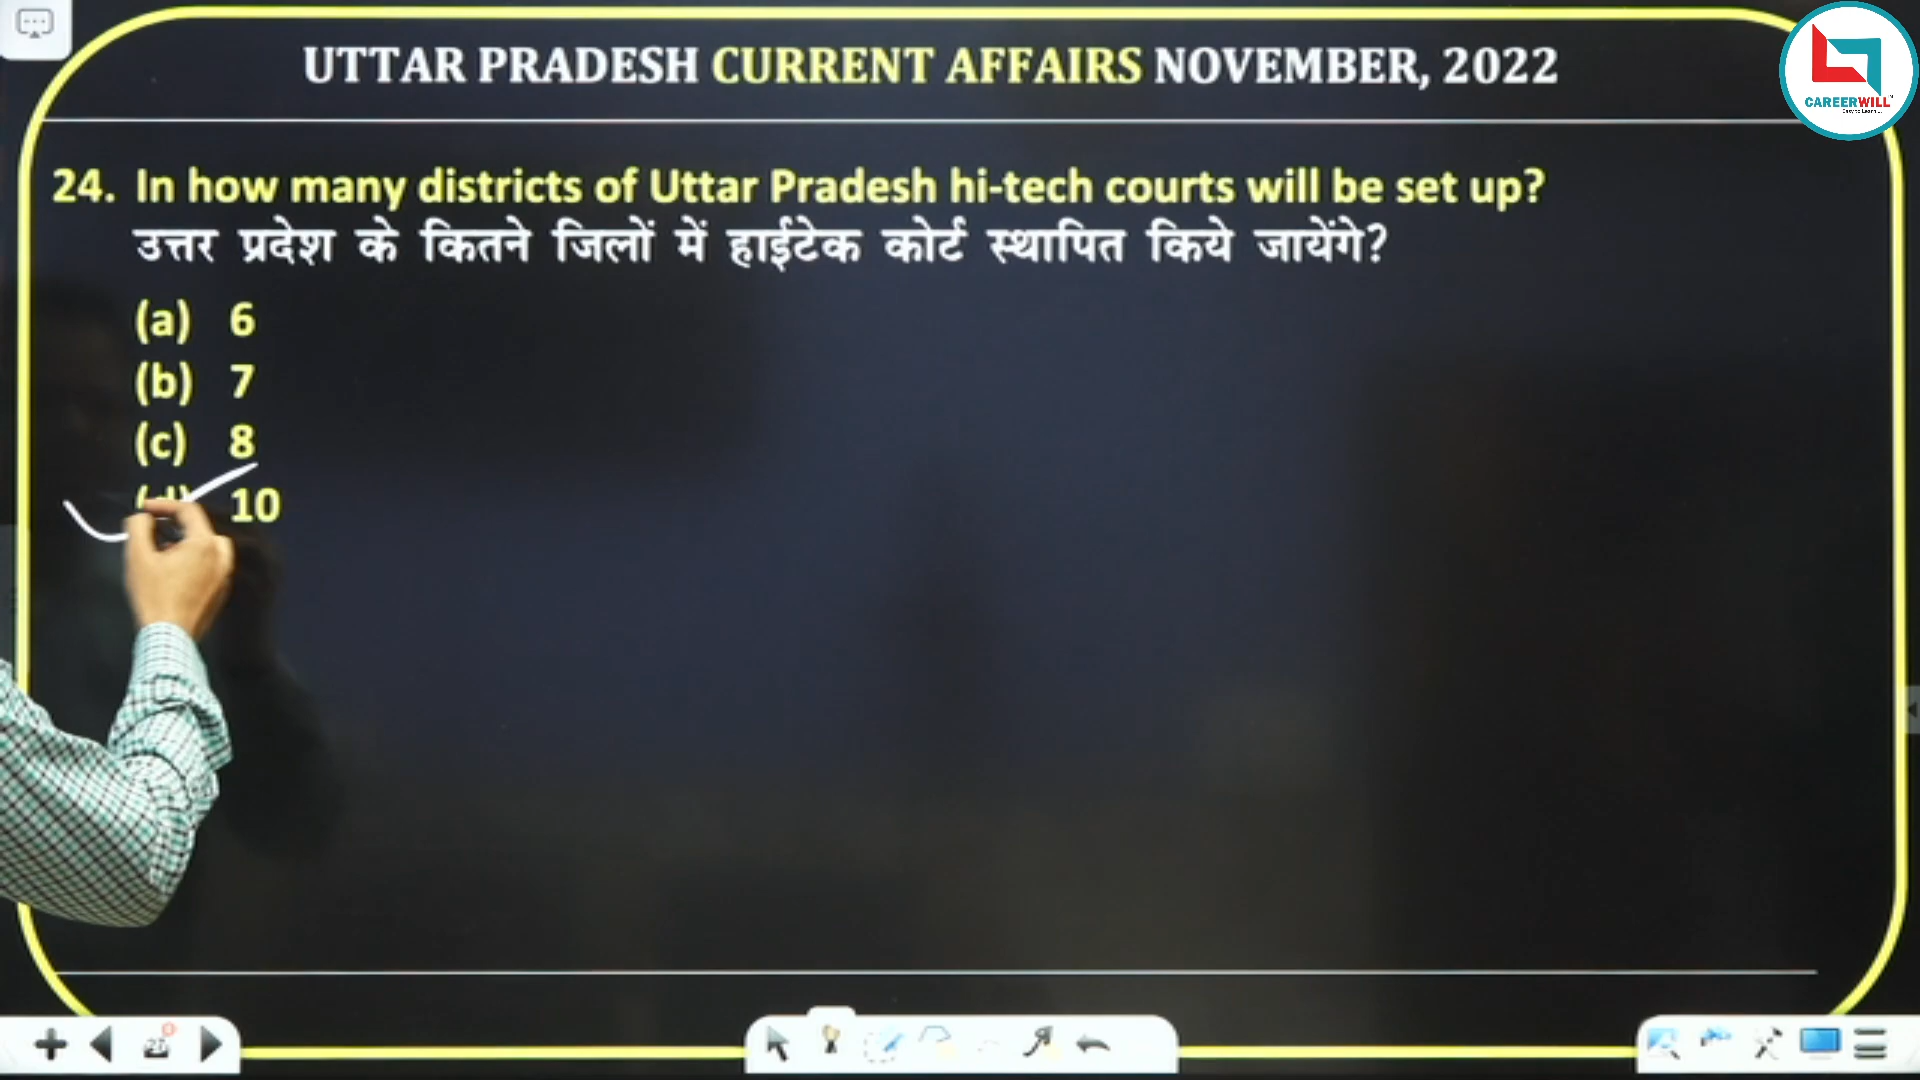 UTTAR PRADESH CURRENT AFFAIRS NOVEMBER, 2022
CAREERWILL
24. In how many districts of Uttar Pradesh hi-tech courts will be set up?
उत्तर प्रदेश के कितने जिलों में हाईटेक कोर्ट स्थापित किये जायेंगे?
(a) 6
(b) 7
(c) 8
(d) 10